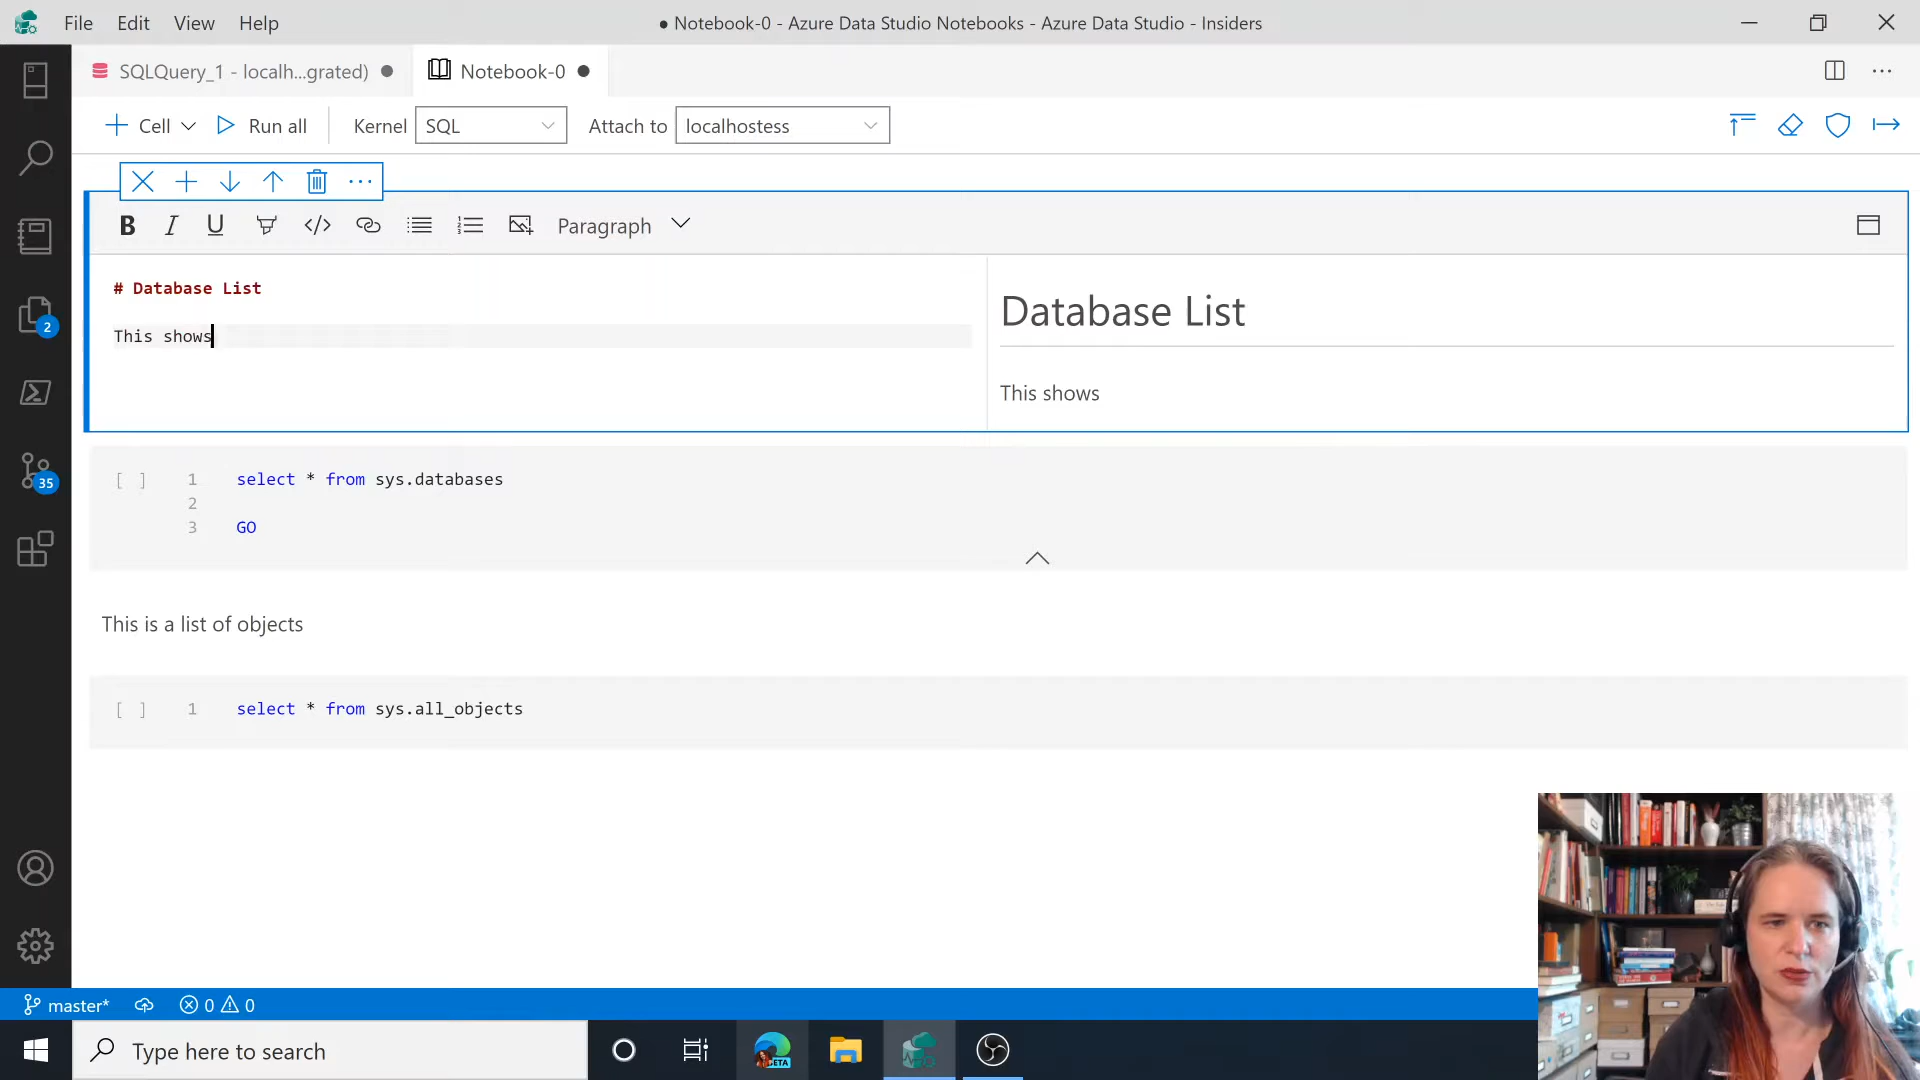 File Edit View Help
● Notebook-0 - Azure Data Studio Notebooks - Azure Data Studio - Insiders
SQLQuery_1 - localh...grated) ●
Notebook-0 ●
Cell
Run all
Kernel SQL
Attach to localhostess
B I U </> Paragraph
# Database List
This shows
Database List
This shows
[ ] 1 select * from sys.databases
2
3 GO
This is a list of objects
[ ] 1 select * from sys.all_objects
2
35
master* 0 0
Type here to search
BETA